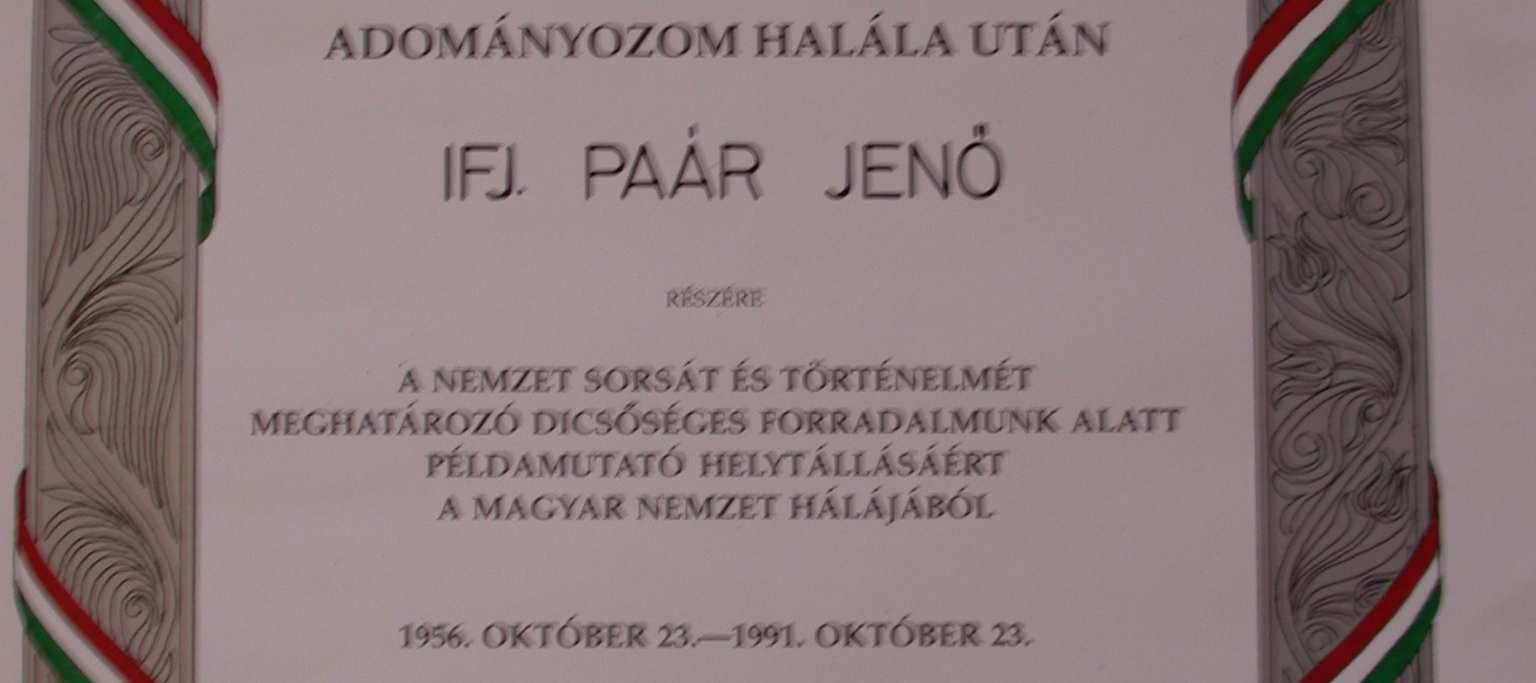 ADOMÁNYOZOM HALÁLA UTÁN
IFJ. PAÁR JENŐ
RÉSZÉRE
A NEMZET SORSÁT ÉS TÖRTÉNELMÉT
MEGHATÁROZÓ DICSŐSÉGES FORRADALMUNK ALATT
PÉLDAMUTATÓ HELYTÁLLÁSÁÉRT
A MAGYAR NEMZET HÁLÁJÁBÓL
1956. OKTÓBER 23.—1991. OKTÓBER 23.